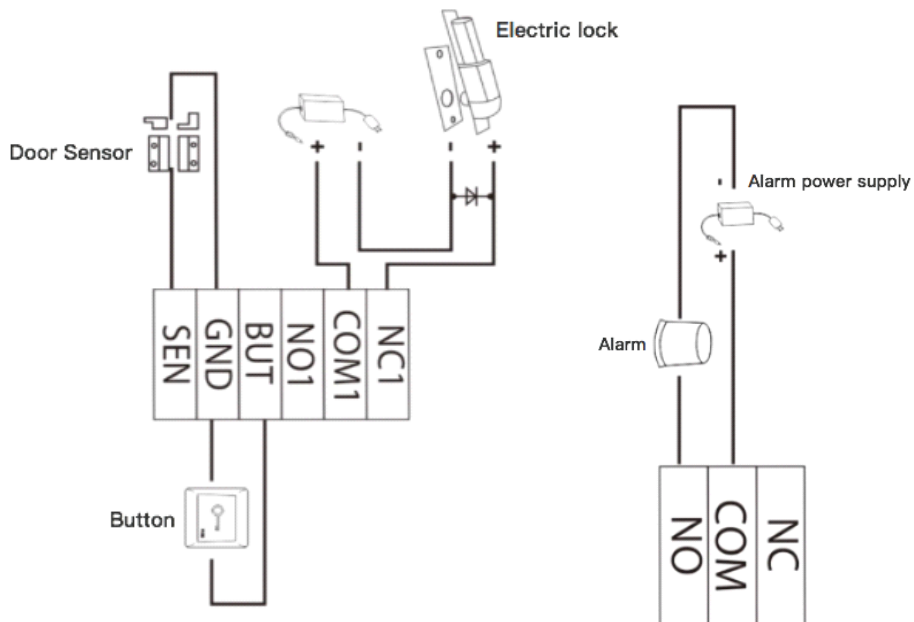 Electric lock
Door Sensor
+
-
-
+
-
Alarm power supply
+
SEN
GND
BUT
NO1
COM1
NC1
Alarm
Button
NO
COM
NC